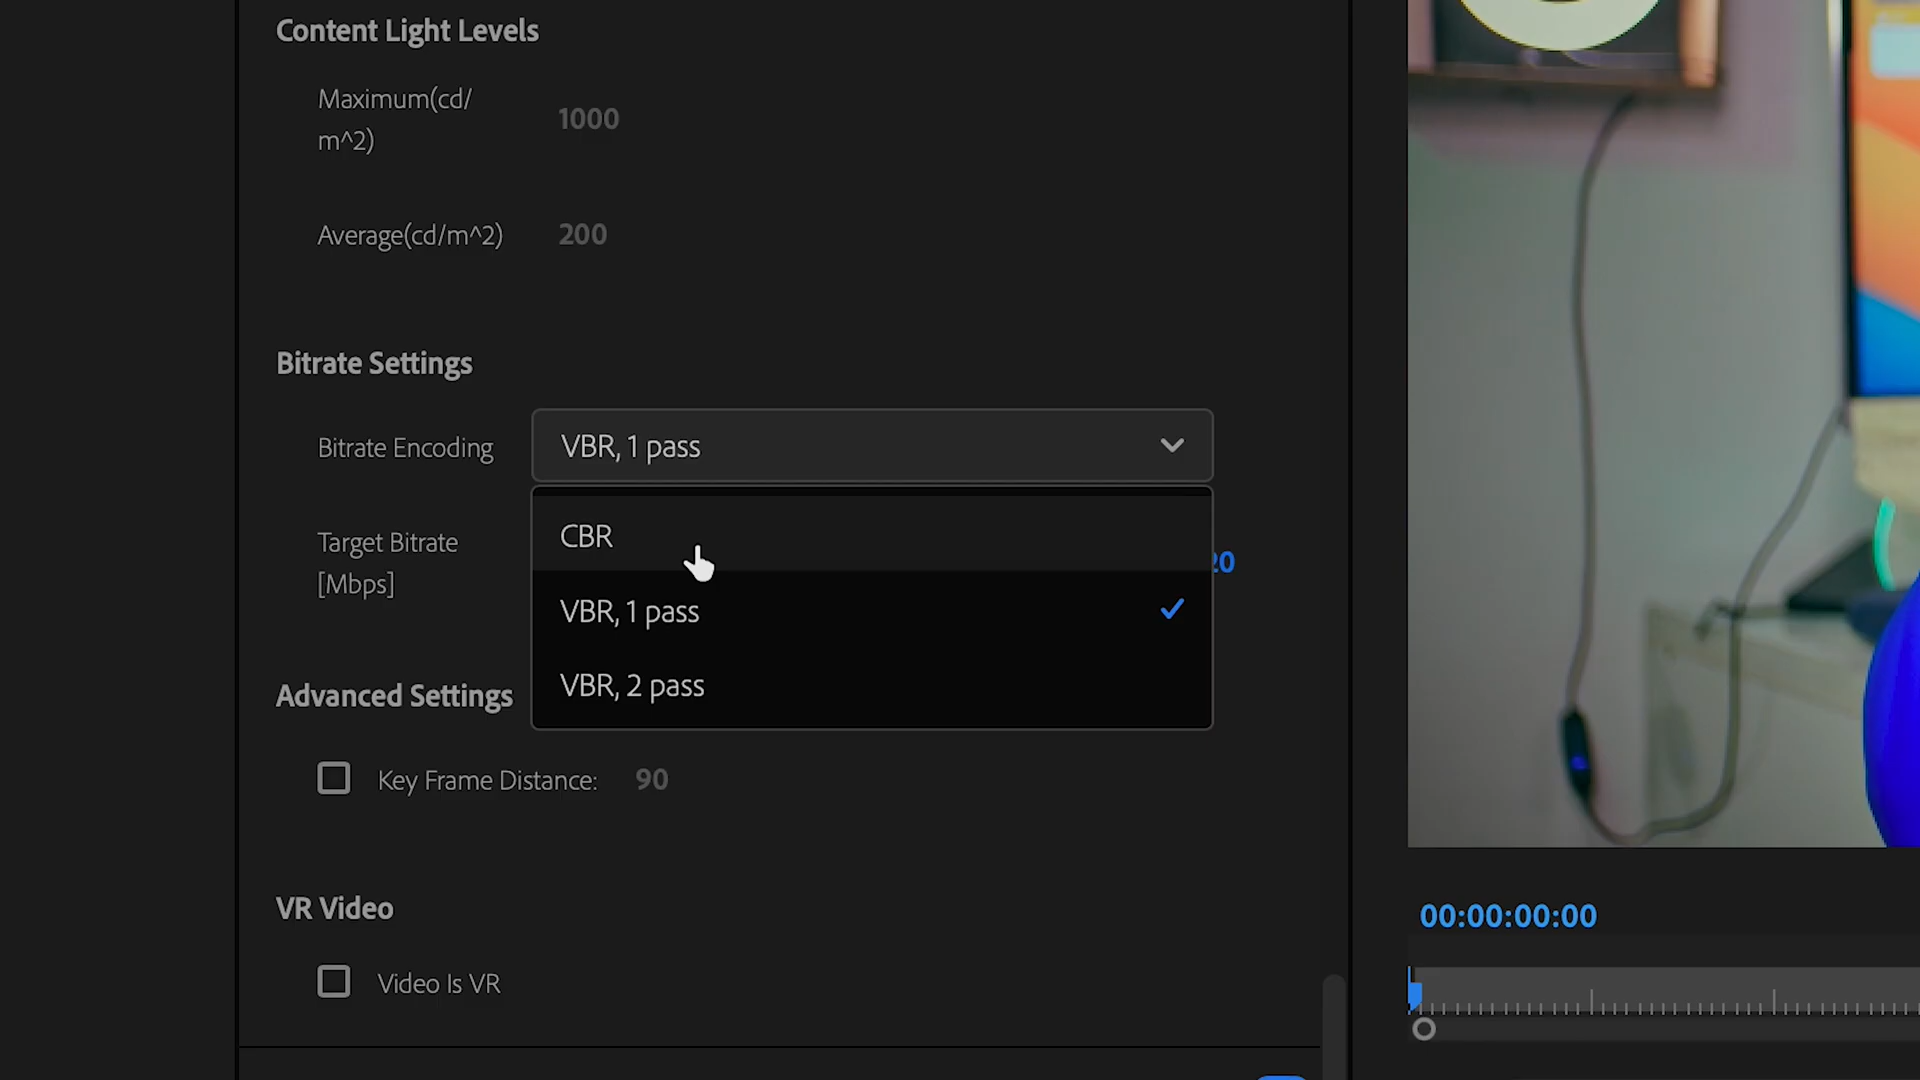 Content Light Levels
Maximum(cd/
m^2)
1000
Average(cd/m^2)
200
Bitrate Settings
Bitrate Encoding
VBR, 1 pass
CBR
VBR, 1 pass
VBR, 2 pass
Target Bitrate
[Mbps]
20
Advanced Settings
Key Frame Distance:
90
VR Video
Video Is VR
00:00:00:00